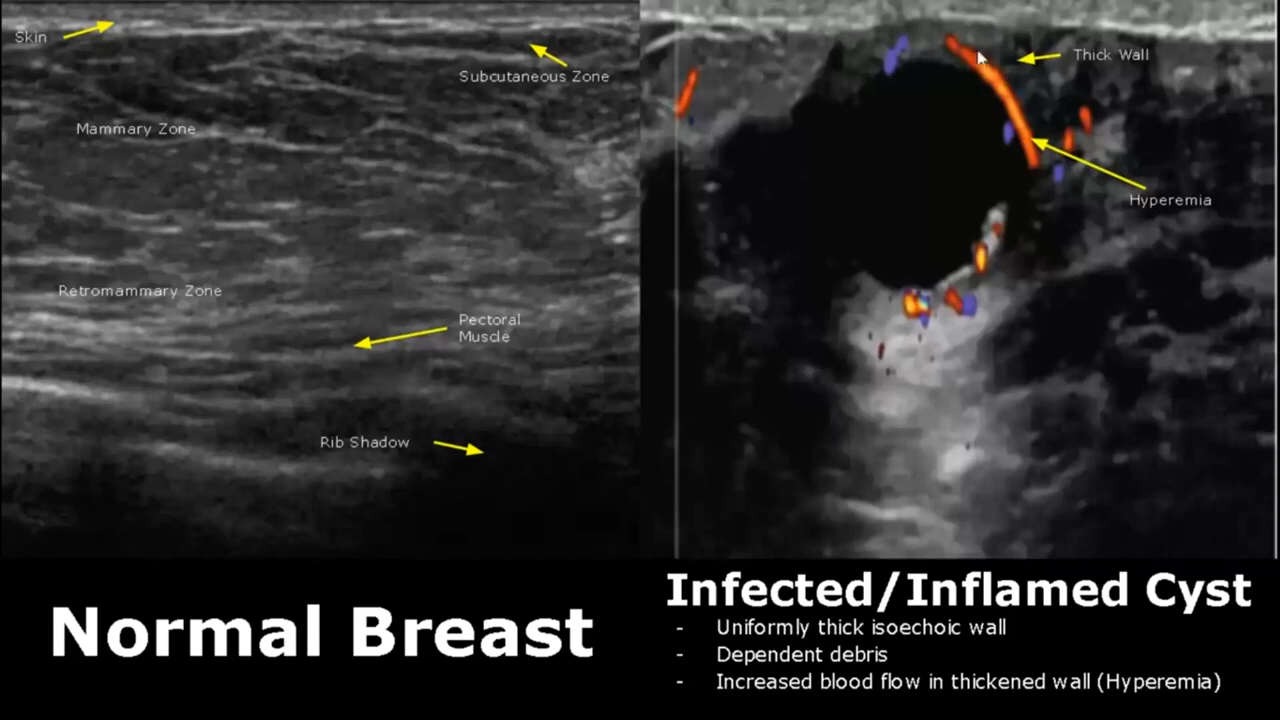 Skin
Subcutaneous Zone
Mammary Zone
Retromammary Zone
Pectoral
Muscle
Rib Shadow
Normal Breast
Thick Wall
Hyperemia
Infected/Inflamed Cyst
- Uniformly thick isoechoic wall
- Dependent debris
- Increased blood flow in thickened wall (Hyperemia)